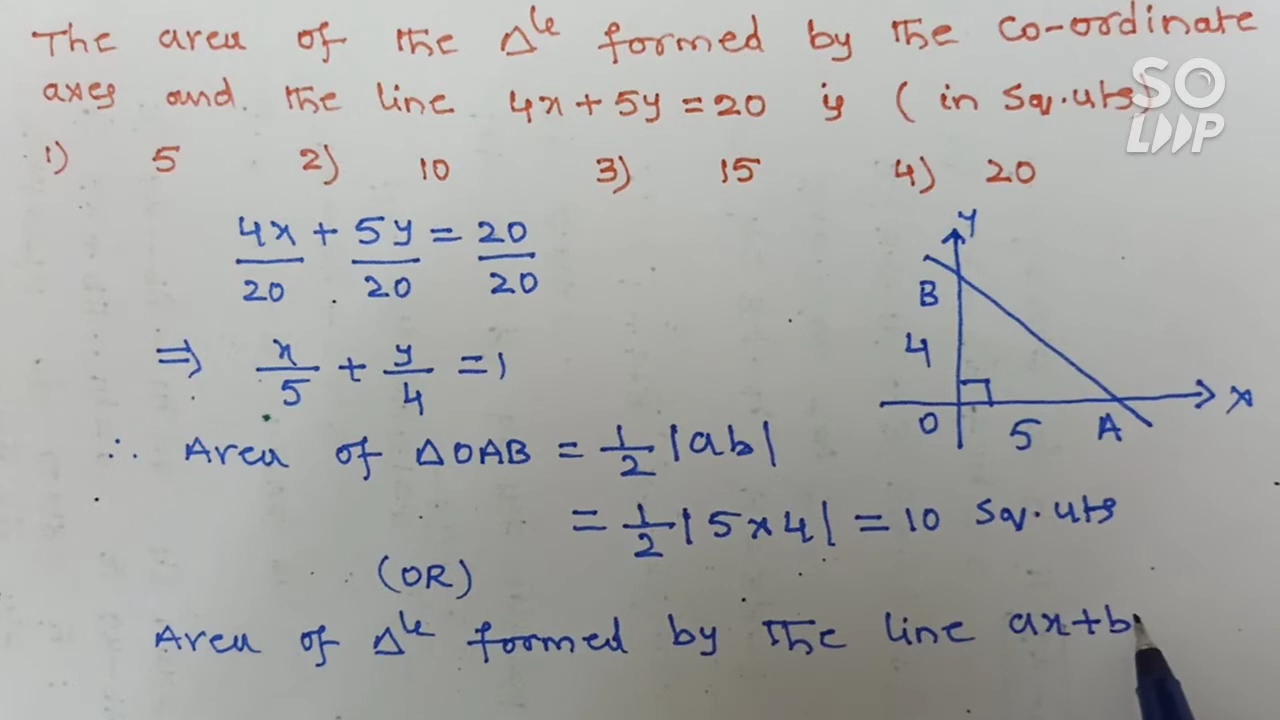 The area of the Δle formed by the co-ordinate
axes and the line 4x + 5y = 20 is (in Sq.uts)
1) 5 2) 10 3) 15 4) 20
4x/20 + 5y/20 = 20/20
⇒ x/5 + y/4 = 1
∴ Area of ΔOAB = 1/2 |ab|
= 1/2 |5×4| = 10 Sq.uts
(OR)
Area of Δle formed by the line ax+b
y
B
4
O 5 A x
SO
LOOP